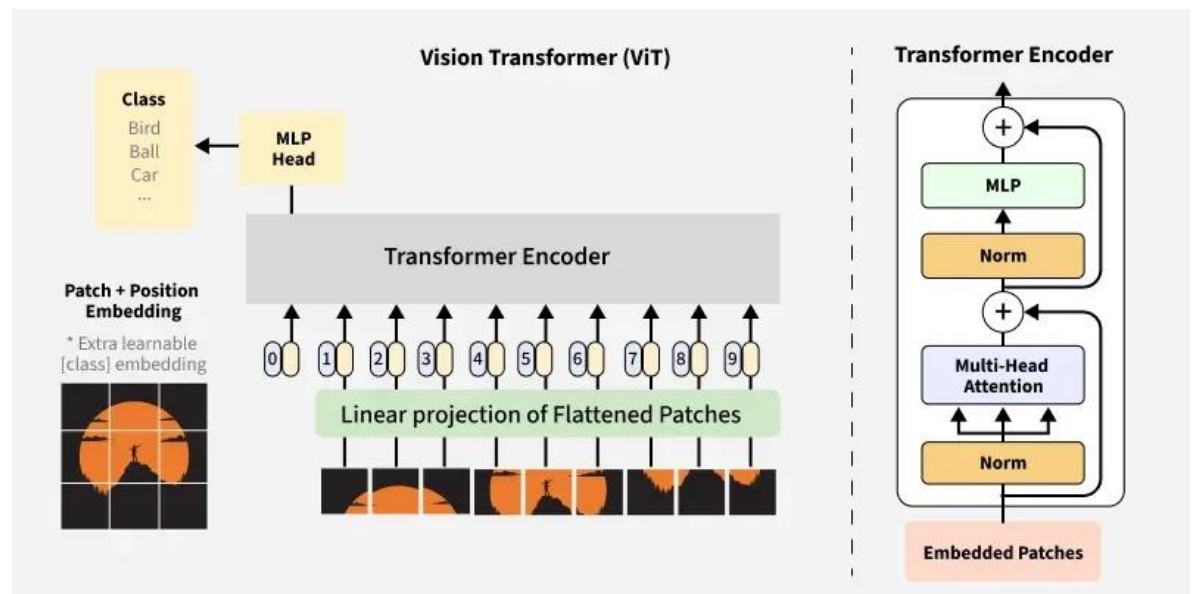 Vision Transformer (ViT)
Class
Bird
Ball
Car
...
MLP
Head
Transformer Encoder
Patch + Position
Embedding
* Extra learnable
[class] embedding
0 1 2 3 4 5 6 7 8 9
Linear projection of Flattened Patches
Transformer Encoder
+
MLP
Norm
+
Multi-Head
Attention
Norm
Embedded Patches